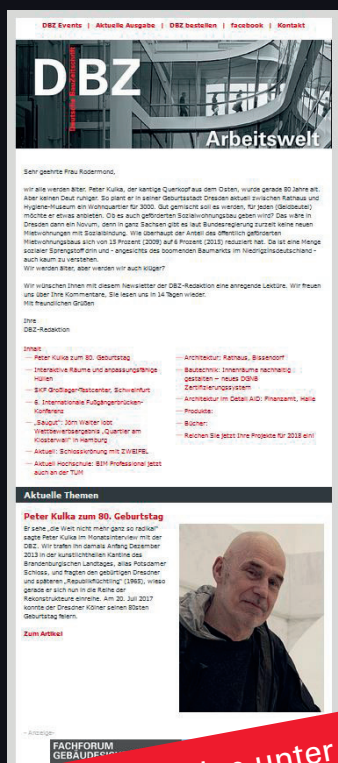 DBZ Events | Aktuelle Ausgabe | DBZ bestellen | facebook | Kontakt
DBZ
Deutsche BauZeitschrift
Arbeitswelt
Sehr geehrte Frau Rodermond,
wir alle werden älter. Peter Kulka, der kantige Querkopf aus dem Osten, wurde gerade 80 Jahre alt.
Aber keinen Deut ruhiger. So plant er in seiner Geburtsstadt Dresden aktuell zwischen Rathaus und
Hygiene-Museum ein Wohnquartier für 3000. Gut gemischt soll es werden, für jeden (Geldbeutel)
möchte er etwas anbieten. Ob es auch geförderten Sozialwohnungsbau geben wird? Das wäre in
Dresden dann ein Novum, denn in ganz Sachsen gibt es laut Bundesregierung zurzeit keine neuen
Mietwohnungen mit Sozialbindung. Wie überhaupt der Anteil des öffentlich geförderten
Mietwohnungsbaus sich von 15 Prozent (2009) auf 6 Prozent (2015) reduziert hat. Da ist eine Menge
sozialer Sprengstoff drin und - angesichts des boomenden Baumarkts im Niedrigzinsdeutschland -
auch kaum zu verstehen.
Wir werden älter, aber werden wir auch klüger?
Wir wünschen Ihnen mit diesem Newsletter der DBZ-Redaktion eine anregende Lektüre. Wir freuen
uns über Ihre Kommentare, Sie lesen uns in 14 Tagen wieder.
Mit freundlichen Grüßen
Ihre
DBZ-Redaktion
Inhalt
— Peter Kulka zum 80. Geburtstag
— Interaktive Räume und anpassungsfähige
Hüllen
— SKF Großlager-Testcenter, Schweinfurt
— 6. Internationale Fußgängerbrücken-
Konferenz
— „Saugut“: Jörn Walter lobt
Wettbewerbsergebnis „Quartier am
Klosterwall“ in Hamburg
— Aktuell: Schlosskrönung mit ZWEIFEL
— Aktuell Hochschule: BIM Professional jetzt
auch an der TUM
— Architektur: Rathaus, Bissendorf
— Bautechnik: Innenräume nachhaltig
gestalten – neues DGNB
Zertifizierungssystem
— Architektur im Detail AID: Finanzamt, Halle
— Produkte:
— Bücher:
— Reichen Sie jetzt Ihre Projekte für 2018 ein!
Aktuelle Themen
Peter Kulka zum 80. Geburtstag
Er sehe „die Welt nicht mehr ganz so radikal“
sagte Peter Kulka im Monatsinterview mit der
DBZ. Wir trafen ihn damals Anfang Dezember
2013 in der kunstlichthellen Kantine des
Brandenburgischen Landtages, alias Potsdamer
Schloss, und fragten den gebürtigen Dresdner
und späteren „Republikflüchtling“ (1965), wieso
gerade er sich nun in die Reihe der
Rekonstrukteure einreihe. Am 20. Juli 2017
konnte der Dresdner Kölner seinen 80sten
Geburtstag feiern.
Zum Artikel
- Anzeige-
FACHFORUM
unter